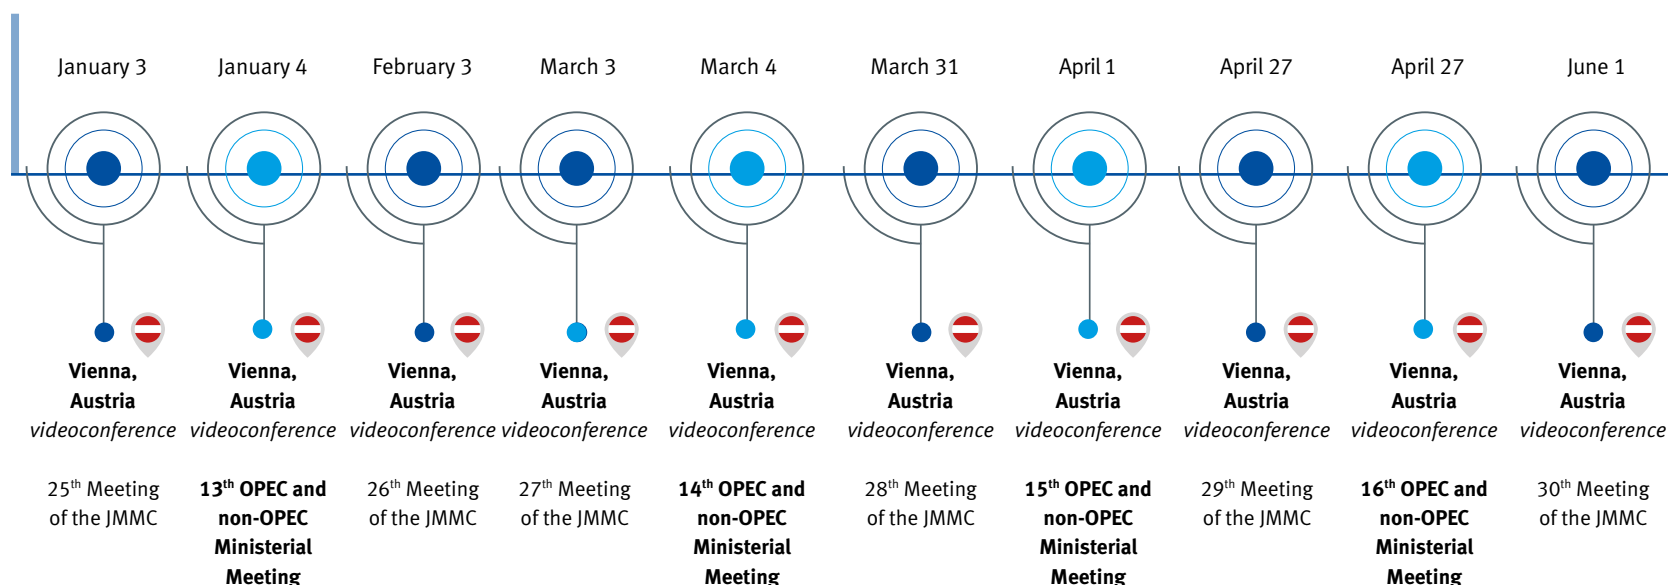 January 3
January 4
February 3
March 3
March 4
March 31
April 1
April 27
April 27
June 1
Vienna,
Austria
videoconference
25th Meeting
of the JMMC
Vienna,
Austria
videoconference
13th OPEC and
non-OPEC
Ministerial
Meeting
Vienna,
Austria
videoconference
26th Meeting
of the JMMC
Vienna,
Austria
videoconference
27th Meeting
of the JMMC
Vienna,
Austria
videoconference
14th OPEC and
non-OPEC
Ministerial
Meeting
Vienna,
Austria
videoconference
28th Meeting
of the JMMC
Vienna,
Austria
videoconference
15th OPEC and
non-OPEC
Ministerial
Meeting
Vienna,
Austria
videoconference
29th Meeting
of the JMMC
Vienna,
Austria
videoconference
16th OPEC and
non-OPEC
Ministerial
Meeting
Vienna,
Austria
videoconference
30th Meeting
of the JMMC